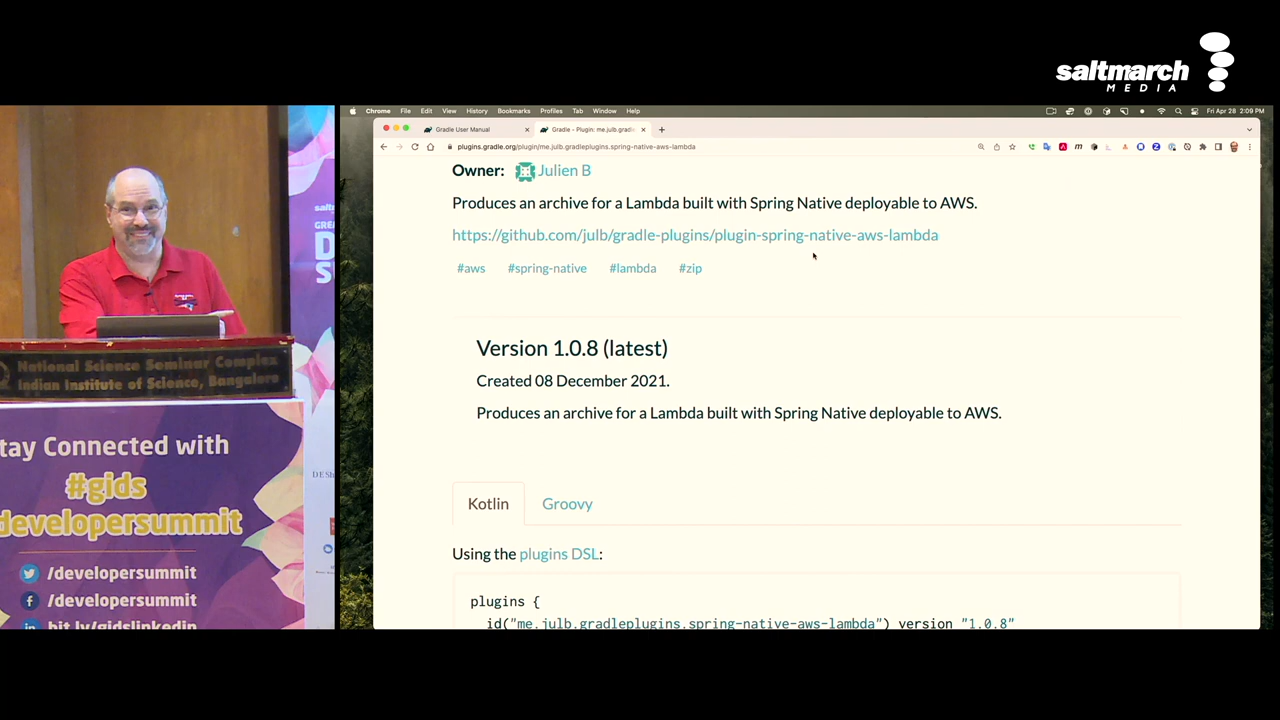 saltmarch
MEDIA
Chrome File Edit View History Bookmarks Profiles Tab Window Help
Fri Apr 28 2:09 PM
Gradle User Manual
Gradle - Plugin: me.julb.gradle
plugins.gradle.org/plugin/me.julb.gradleplugins.spring-native-aws-lambda
Owner: Julien B
Produces an archive for a Lambda built with Spring Native deployable to AWS.
https://github.com/julb/gradle-plugins/plugin-spring-native-aws-lambda
#aws #spring-native #lambda #zip
Version 1.0.8 (latest)
Created 08 December 2021.
Produces an archive for a Lambda built with Spring Native deployable to AWS.
Kotlin Groovy
Using the plugins DSL:
plugins {
id("me.julb.gradleplugins.spring-native-aws-lambda") version "1.0.8"
National Science Seminar Complex
Indian Institute of Science, Bangalore
tay Connected with
#gids
developersummit
/developersummit
/developersummit
bit.ly/gidslinkedin